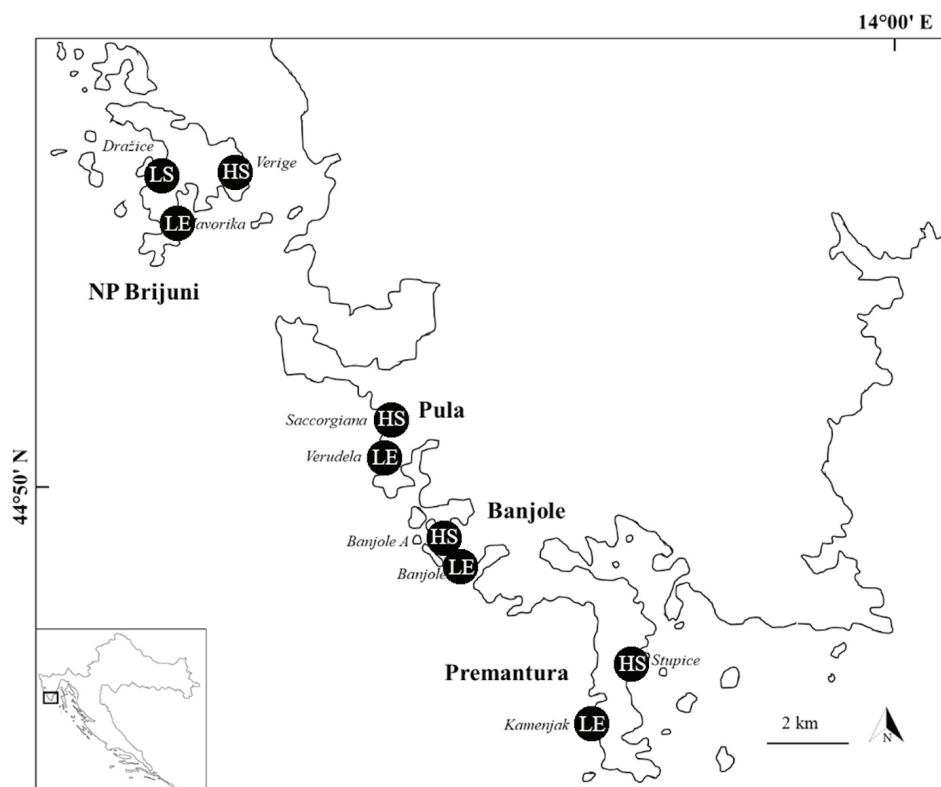 14°00' E
Dražice
LS
HS
Verige
LE
avorika
NP Brijuni
Saccorgiana
HS
Pula
Verudela
LE
44°50' N
Banjole
Banjole A
HS
Banjole
LE
Premantura
HS
Stupice
Kamenjak
LE
2 km
N